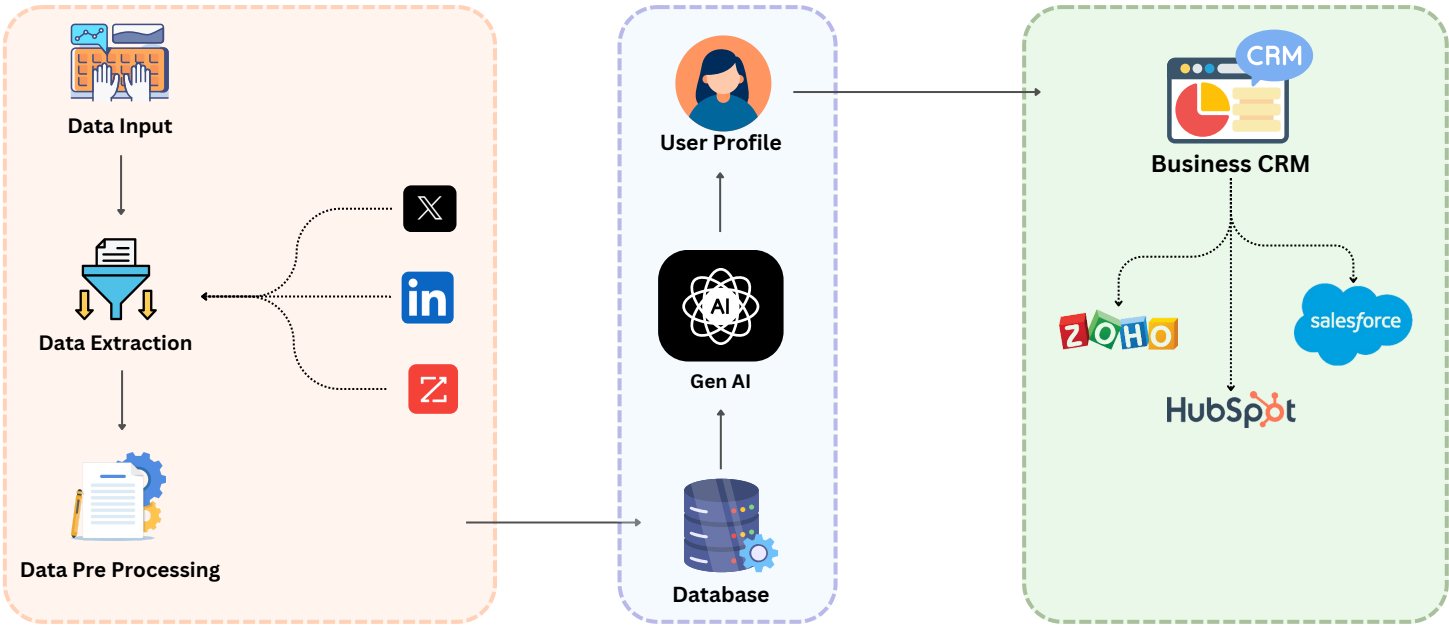 Data Input
X
in
Data Extraction
Z
Data Pre Processing
User Profile
AI
Gen AI
Database
CRM
Business CRM
ZOHO
salesforce
HubSpot